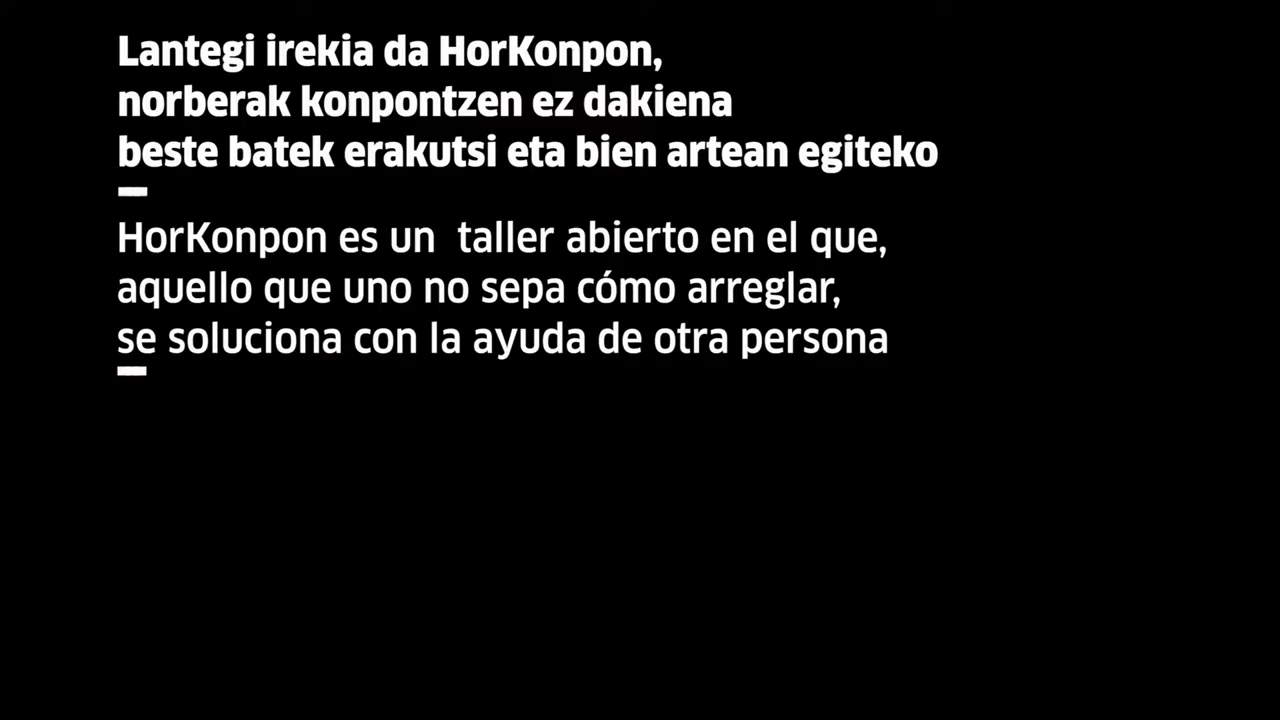 Lantegi irekia da HorKonpon,
norberak konpontzen ez dakiena
beste batek erakutsi eta bien artean egiteko
HorKonpon es un  taller abierto en el que,
aquello que uno no sepa cómo arreglar,
se soluciona con la ayuda de otra persona